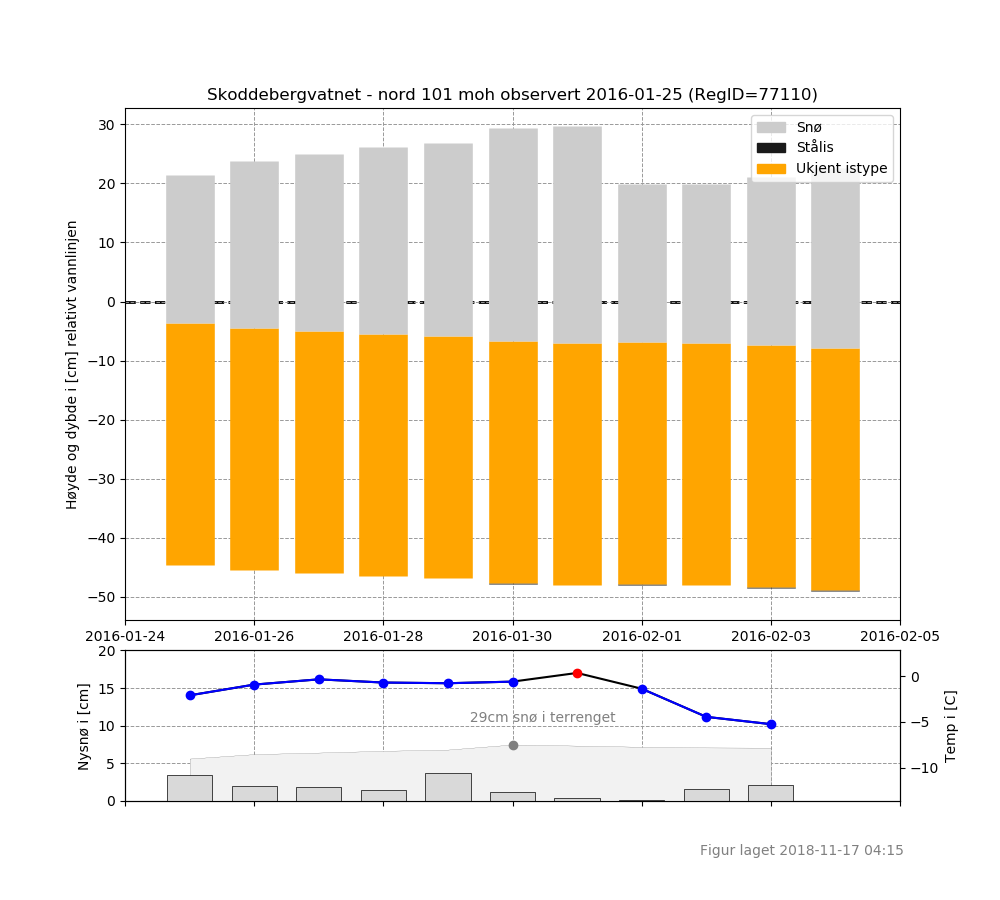 Skoddebergvatnet - nord 101 moh observert 2016-01-25 (RegID=77110)
Snø
Stålis
Ukjent istype
Høyde og dybde i [cm] relativt vannlinjen
30
20
10
0
−10
−20
−30
−40
−50
2016-01-24 2016-01-26 2016-01-28 2016-01-30 2016-02-01 2016-02-03 2016-02-05
Nysnø i [cm]
20
15
10
5
0
29cm snø i terrenget
0
−5
−10
Temp i [C]
Figur laget 2018-11-17 04:15